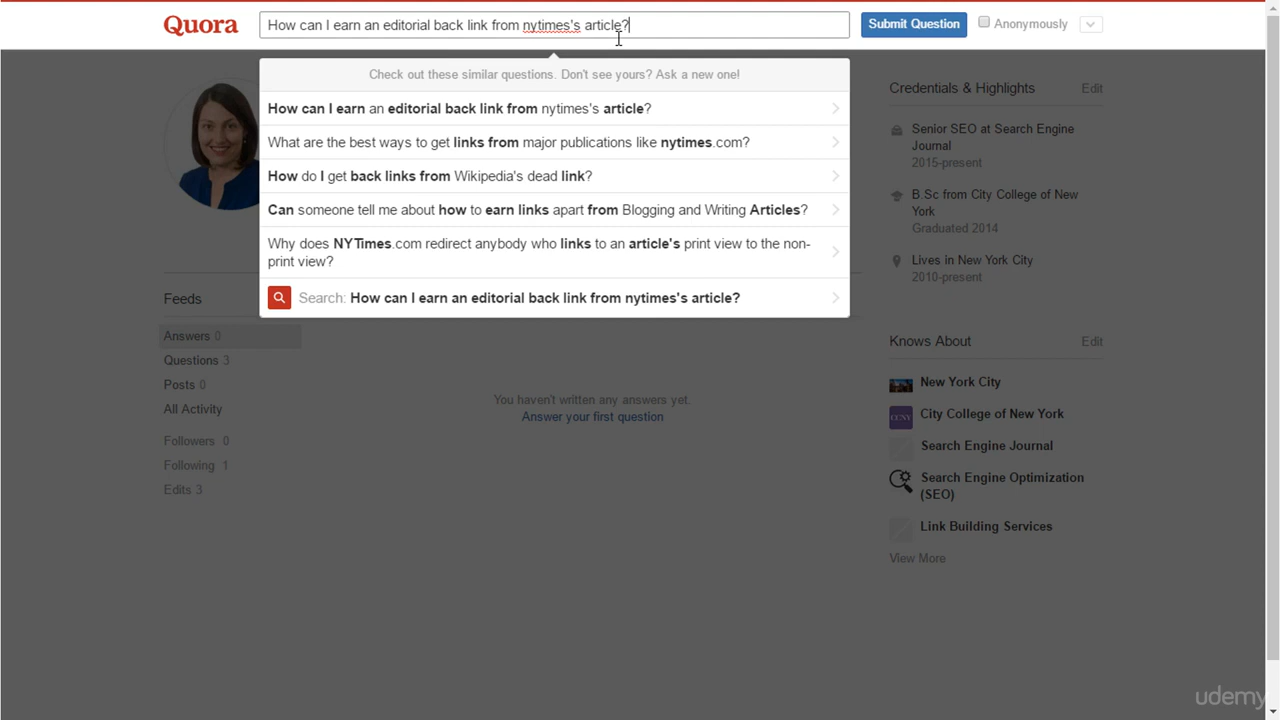 Quora
How can I earn an editorial back link from nytimes's article?
Submit Question
Anonymously
Check out these similar questions. Don't see yours? Ask a new one!
How can I earn an editorial back link from nytimes's article?
What are the best ways to get links from major publications like nytimes.com?
How do I get back links from Wikipedia's dead link?
Can someone tell me about how to earn links apart from Blogging and Writing Articles?
Why does NYTimes.com redirect anybody who links to an article's print view to the non-
print view?
Search: How can I earn an editorial back link from nytimes's article?
Feeds
Answers 0
Questions 3
Posts 0
All Activity
Followers 0
Following 1
Edits 3
You haven't written any answers yet.
Answer your first question
Credentials & Highlights
Edit
Senior SEO at Search Engine
Journal
2015-present
B.Sc from City College of New
York
Graduated 2014
Lives in New York City
2010-present
Knows About
Edit
New York City
CCNY
City College of New York
Search Engine Journal
Search Engine Optimization
(SEO)
Link Building Services
View More
udemy